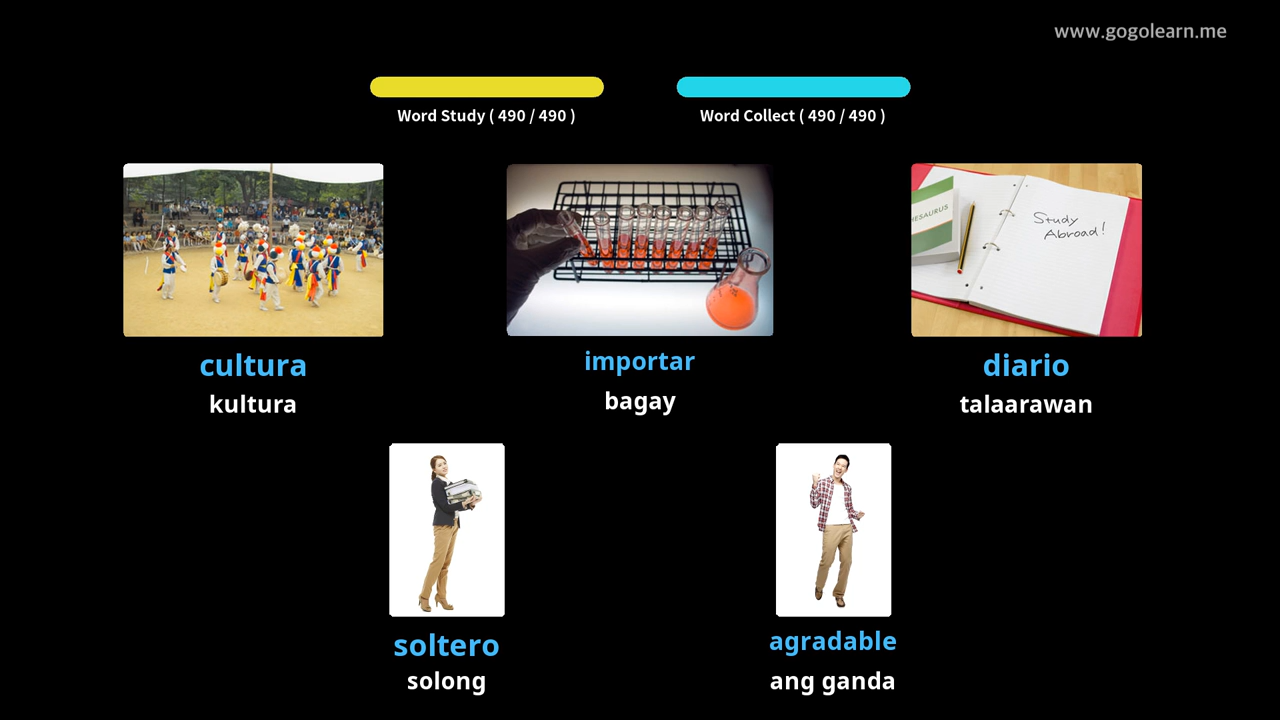 www.gogolearn.me
Word Study ( 490 / 490 )
Word Collect ( 490 / 490 )
HESAURUS
Study
Abroad!
cultura
importar
diario
kultura
bagay
talaarawan
soltero
agradable
solong
ang ganda